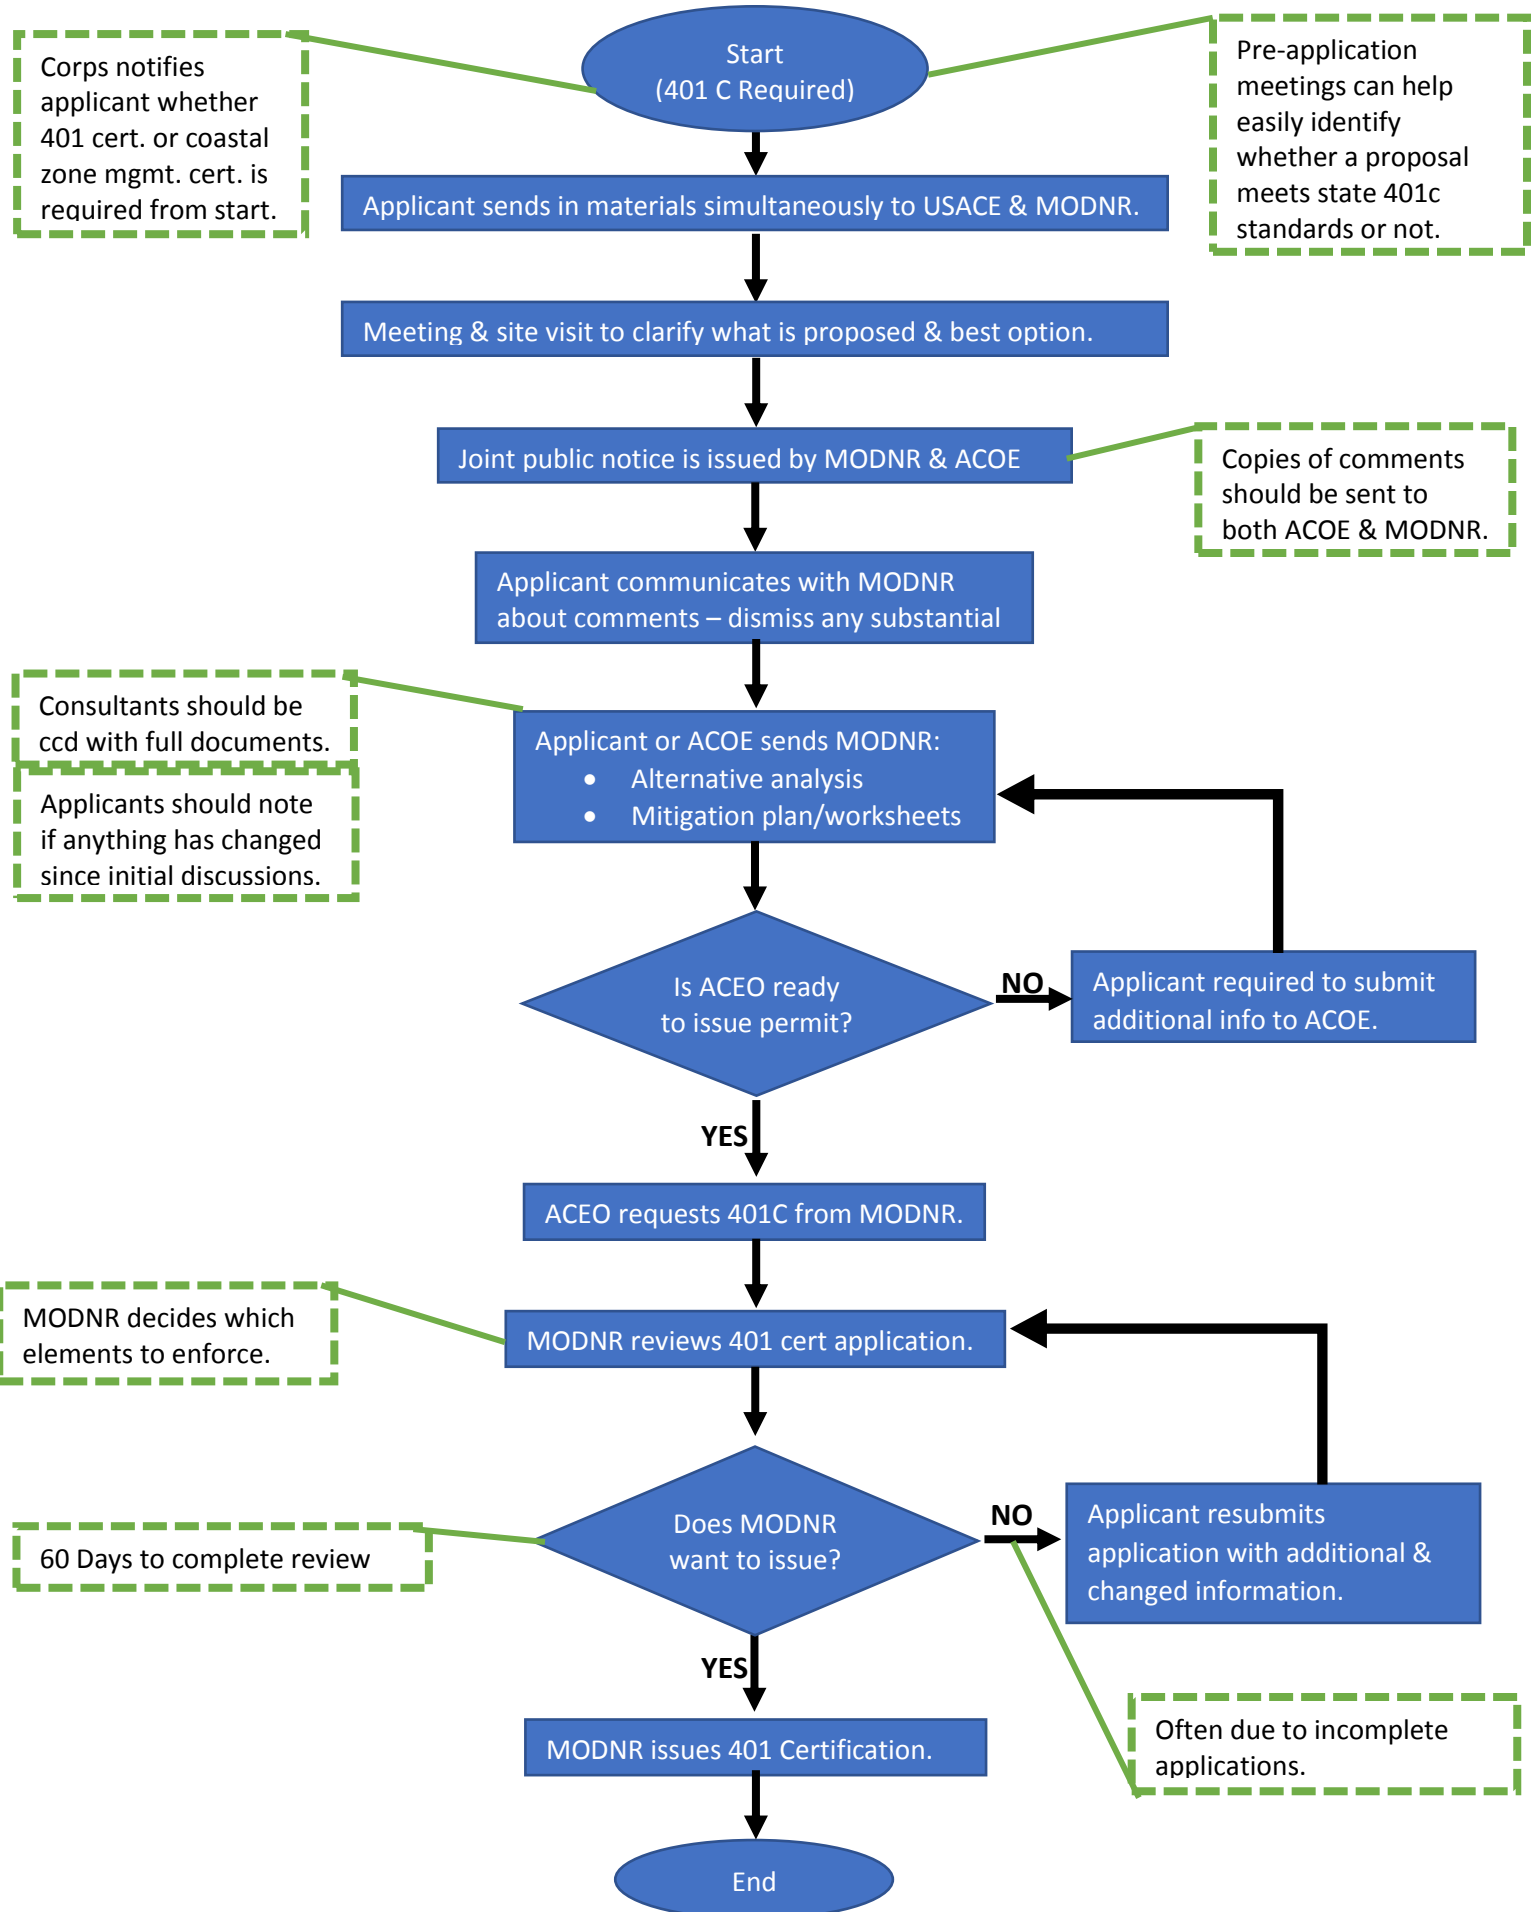 Start
(401 C Required)
Corps notifies
applicant whether
401 cert. or coastal
zone mgmt. cert. is
required from start.
Pre-application
meetings can help
easily identify
whether a proposal
meets state 401c
standards or not.
Applicant sends in materials simultaneously to USACE & MODNR.
Meeting & site visit to clarify what is proposed & best option.
Joint public notice is issued by MODNR & ACOE
Copies of comments
should be sent to
both ACOE & MODNR.
Applicant communicates with MODNR
about comments – dismiss any substantial
Consultants should be
ccd with full documents.
Applicants should note
if anything has changed
since initial discussions.
Applicant or ACOE sends MODNR:
• Alternative analysis
• Mitigation plan/worksheets
Is ACEO ready
to issue permit?
NO
Applicant required to submit
additional info to ACOE.
YES
ACEO requests 401C from MODNR.
MODNR decides which
elements to enforce.
MODNR reviews 401 cert application.
Does MODNR
want to issue?
60 Days to complete review
NO
Applicant resubmits
application with additional &
changed information.
YES
Often due to incomplete
applications.
MODNR issues 401 Certification.
End